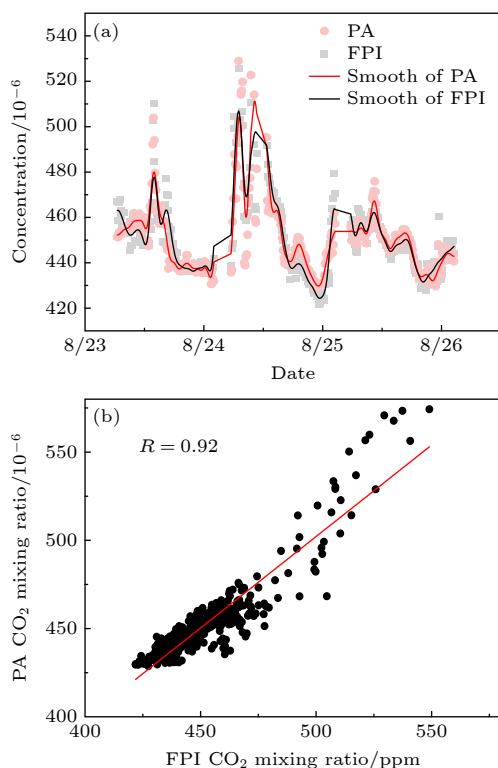 (a)
PA
FPI
Smooth of PA
Smooth of FPI
540
520
500
480
460
440
420
Concentration/10⁻⁶
8/23
8/24
8/25
8/26
Date
(b)
R = 0.92
550
500
450
400
PA CO₂ mixing ratio/10⁻⁶
400
450
500
550
FPI CO₂ mixing ratio/ppm